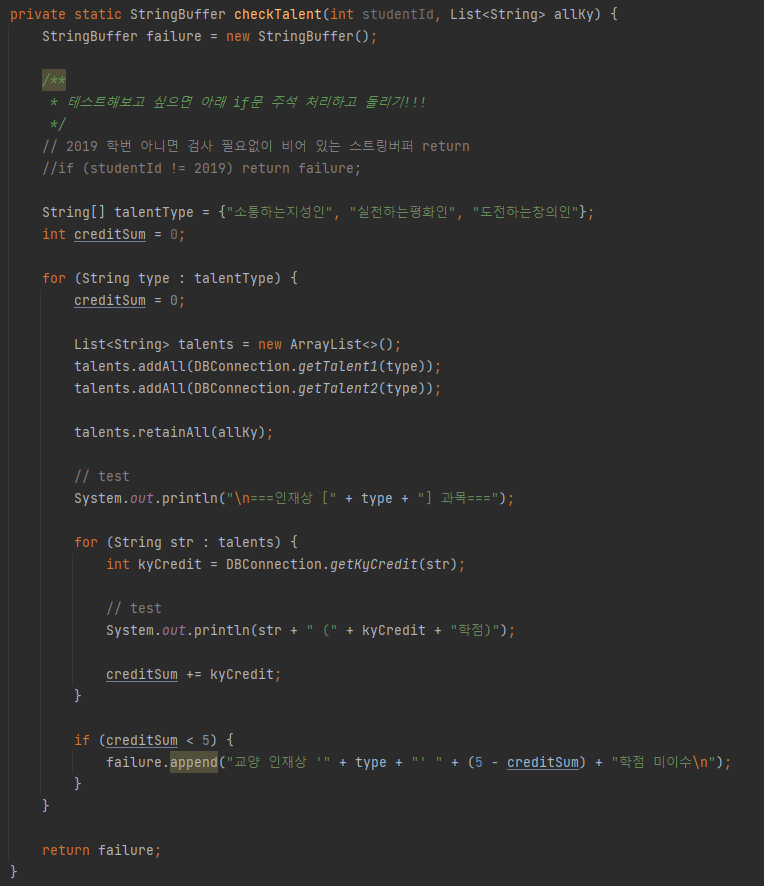 private static StringBuffer checkTalent(int studentId, List<String> allKy) {
StringBuffer failure = new StringBuffer();
/**
* 테스트해보고 싶으면 아래 if문 주석 처리하고 돌리기!!!
*/
// 2019 학번 아니면 검사 필요없이 비어 있는 스트링버퍼 return
//if (studentId != 2019) return failure;
String[] talentType = {"소통하는지성인", "실천하는평화인", "도전하는창의인"};
int creditSum = 0;
for (String type : talentType) {
creditSum = 0;
List<String> talents = new ArrayList<>();
talents.addAll(DBConnection.getTalent1(type));
talents.addAll(DBConnection.getTalent2(type));
talents.retainAll(allKy);
// test
System.out.println("\n===인재상 [" + type + "] 과목===");
for (String str : talents) {
int kyCredit = DBConnection.getKyCredit(str);
// test
System.out.println(str + " (" + kyCredit + "학점)");
creditSum += kyCredit;
}
if (creditSum < 5) {
failure.append("교양 인재상 '" + type + "' " + (5 - creditSum) + "학점 미이수\n");
}
}
return failure;
}